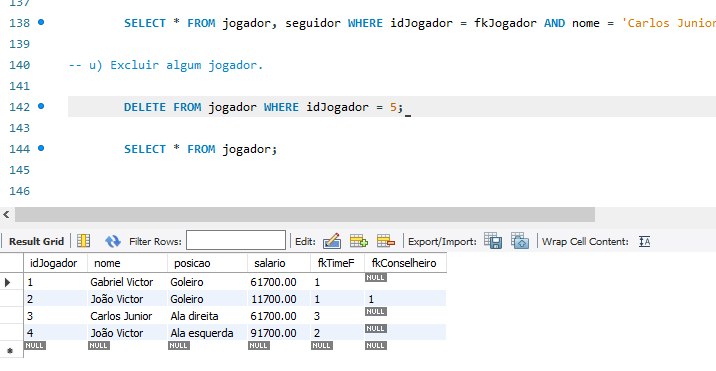 137
138 SELECT * FROM jogador, seguidor WHERE idJogador = fkJogador AND nome = 'Carlos Junior
139
140 -- u) Excluir algum jogador.
141
142 DELETE FROM jogador WHERE idJogador = 5;
143
144 SELECT * FROM jogador;
145
146
Result Grid Filter Rows: Edit: Export/Import: Wrap Cell Content: IA
idJogador nome posicao salario fkTimeF fkConselheiro
1 Gabriel Victor Goleiro 61700.00 1 NULL
2 João Victor Goleiro 11700.00 1 1
3 Carlos Junior Ala direita 61700.00 3 NULL
4 João Victor Ala esquerda 91700.00 2 NULL
NULL NULL NULL NULL NULL NULL